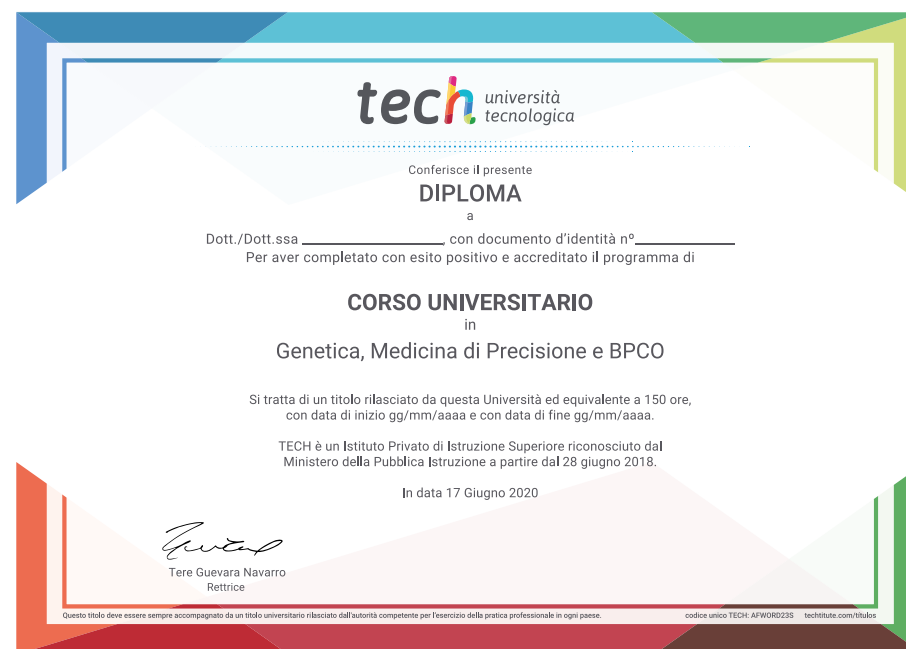 tech università
tecnologica
Conferisce il presente
DIPLOMA
a
Dott./Dott.ssa ____________________, con documento d'identità nº______________
Per aver completato con esito positivo e accreditato il programma di
CORSO UNIVERSITARIO
in
Genetica, Medicina di Precisione e BPCO
Si tratta di un titolo rilasciato da questa Università ed equivalente a 150 ore,
con data di inizio gg/mm/aaaa e con data di fine gg/mm/aaaa.
TECH è un Istituto Privato di Istruzione Superiore riconosciuto dal
Ministero della Pubblica Istruzione a partire dal 28 giugno 2018.
In data 17 Giugno 2020
Tere Guevara Navarro
Rettrice
Questo titolo deve essere sempre accompagnato da un titolo universitario rilasciato dall'autorità competente per l'esercizio della pratica professionale in ogni paese. codice unico TECH: AFWORD23S techtitute.com/titulos